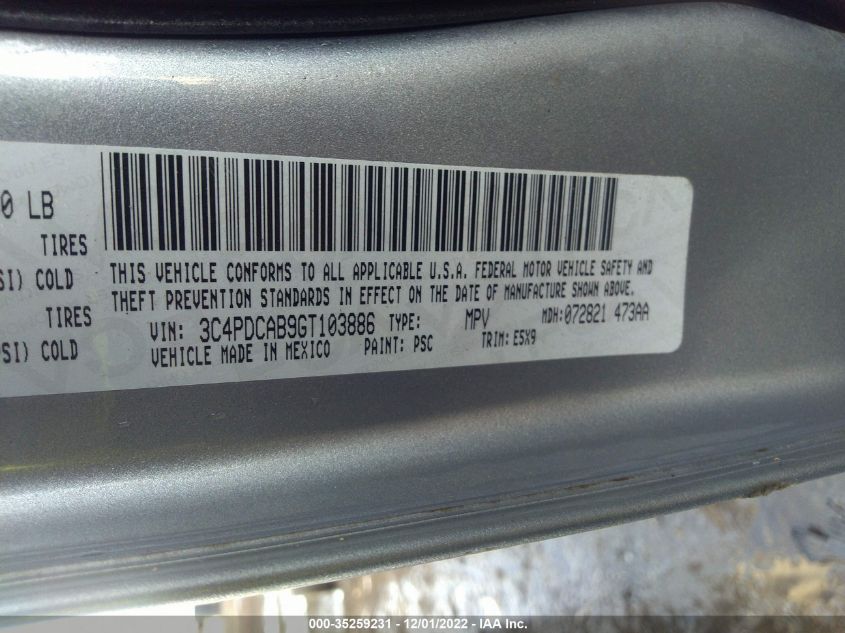 0 LB
TIRES
SI) COLD
TIRES
SI) COLD
THIS VEHICLE CONFORMS TO ALL APPLICABLE U.S.A. FEDERAL MOTOR VEHICLE SAFETY AND
THEFT PREVENTION STANDARDS IN EFFECT ON THE DATE OF MANUFACTURE SHOWN ABOVE.
VIN: 3C4PDCAB9GT103886 TYPE: MPV MDH:072821 473AA
VEHICLE MADE IN MEXICO PAINT: PSC TRIM: E5X9
000-35259231 - 12/01/2022 - IAA Inc.